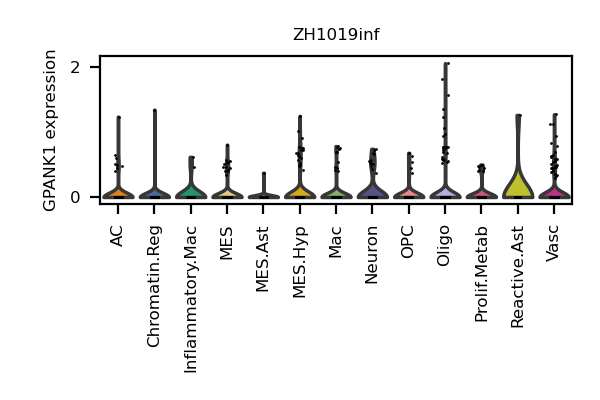 ZH1019inf
GPANK1 expression
2
0
AC
Chromatin.Reg
Inflammatory.Mac
MES
MES.Ast
MES.Hyp
Mac
Neuron
OPC
Oligo
Prolif.Metab
Reactive.Ast
Vasc